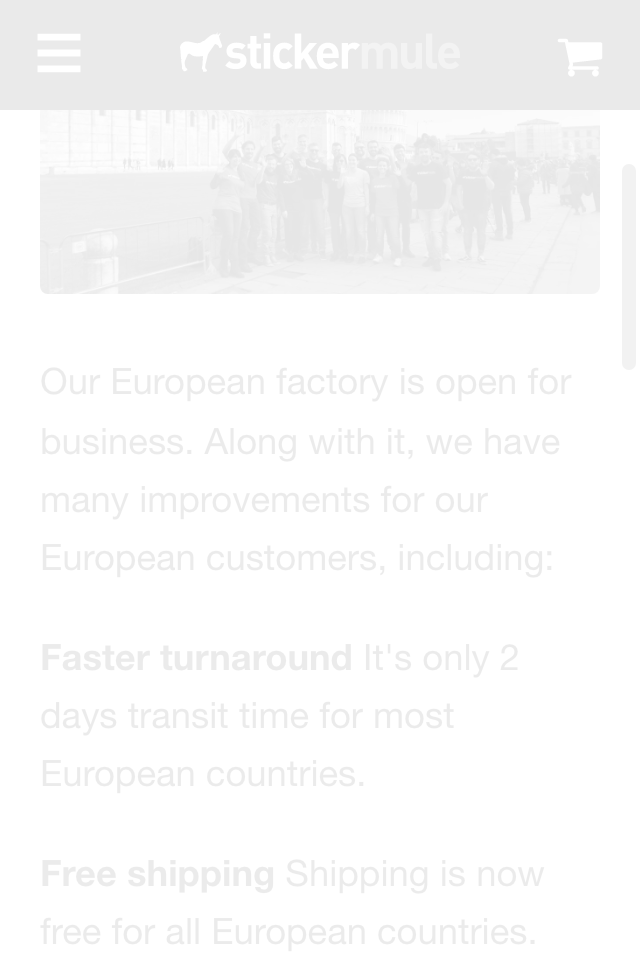 stickermule
Our European factory is open for
business. Along with it, we have
many improvements for our
European customers, including:
Faster turnaround It's only 2
days transit time for most
European countries.
Free shipping Shipping is now
free for all European countries.